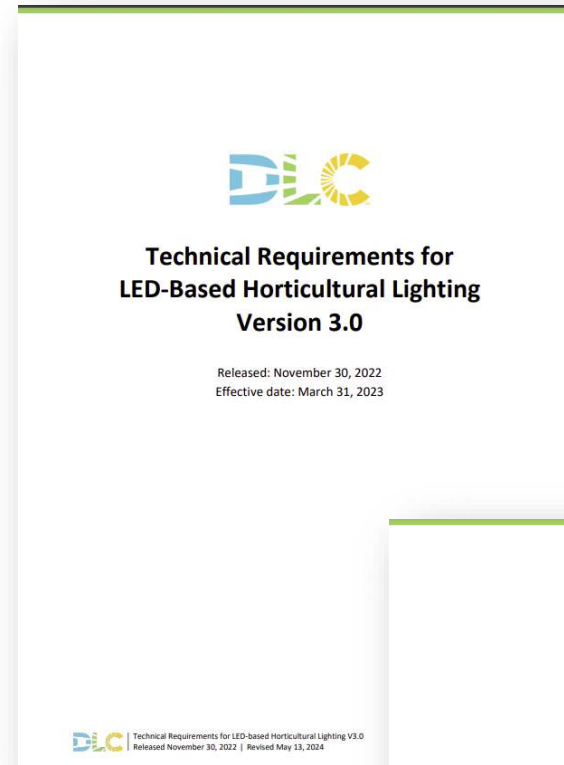 DLC
Technical Requirements for
LED-Based Horticultural Lighting
Version 3.0
Released: November 30, 2022
Effective date: March 31, 2023
DLC
Technical Requirements for LED-based Horticultural Lighting V3.0
Released November 30, 2022 | Revised May 13, 2024